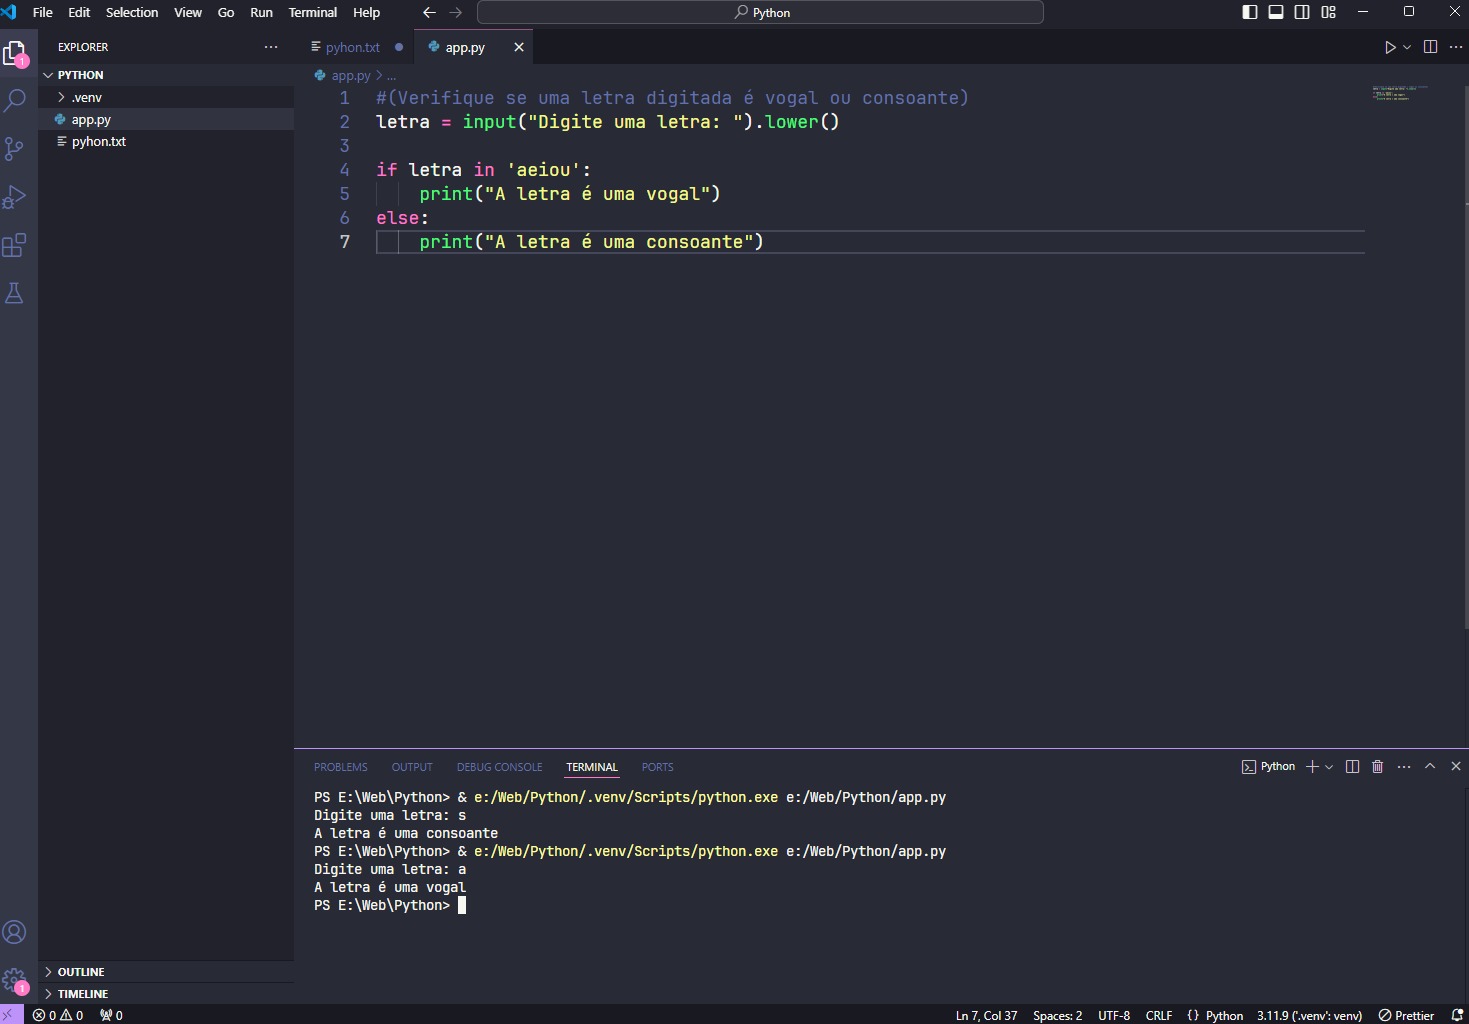 File Edit Selection View Go Run Terminal Help
Python
EXPLORER
PYTHON
.venv
app.py
pyhon.txt
OUTLINE
TIMELINE
1
1
pyhon.txt
app.py
app.py > ...
1 #(Verifique se uma letra digitada é vogal ou consoante)
2 letra = input("Digite uma letra: ").lower()
3
4 if letra in 'aeiou':
5 print("A letra é uma vogal")
6 else:
7 print("A letra é uma consoante")
PROBLEMS OUTPUT DEBUG CONSOLE TERMINAL PORTS
Python
PS E:\Web\Python> & e:/Web/Python/.venv/Scripts/python.exe e:/Web/Python/app.py
Digite uma letra: s
A letra é uma consoante
PS E:\Web\Python> & e:/Web/Python/.venv/Scripts/python.exe e:/Web/Python/app.py
Digite uma letra: a
A letra é uma vogal
PS E:\Web\Python>
0 0 0
Ln 7, Col 37 Spaces: 2 UTF-8 CRLF {} Python 3.11.9 ('.venv': venv) Prettier